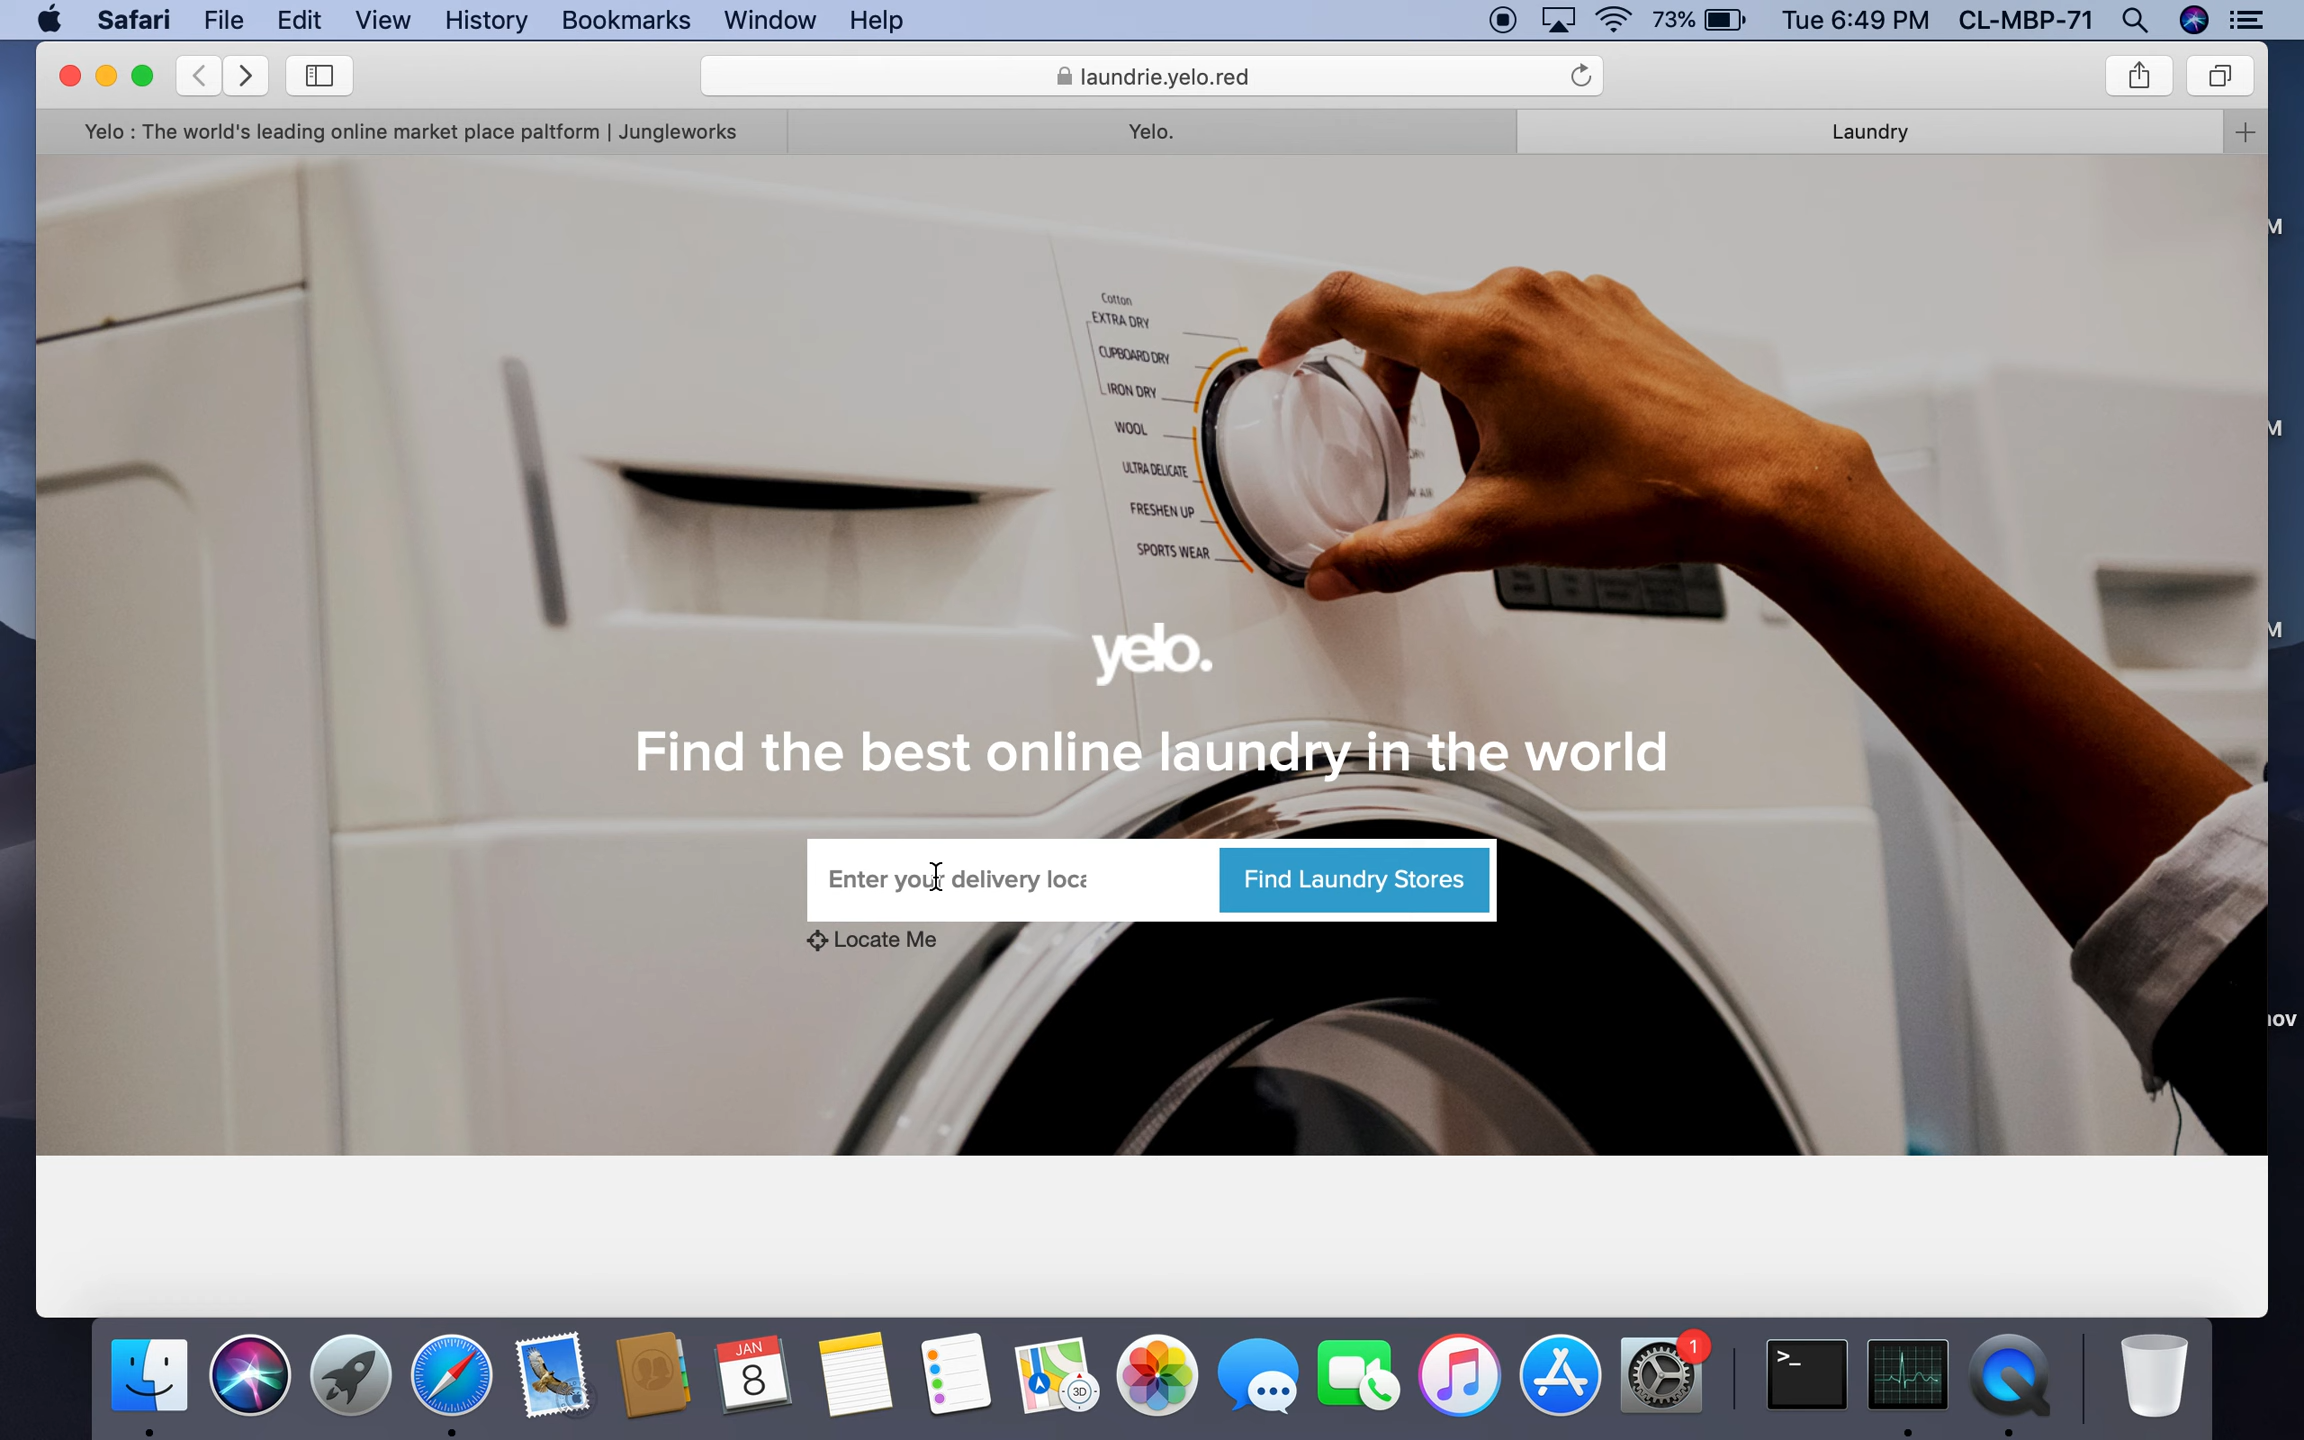 Safari File Edit View History Bookmarks Window Help 73% Tue 6:49 PM CL-MBP-71
laundrie.yelo.red
Yelo : The world's leading online market place paltform | Jungleworks Yelo. Laundry
M
Cotton
EXTRA DRY
CUPBOARD DRY
IRON DRY
WOOL
M
ULTRA DELICATE
FRESHEN UP
SPORTS WEAR
M
yelo.
Find the best online laundry in the world
Enter your delivery loca Find Laundry Stores
Locate Me
nov
JAN
8
3D
1
>_